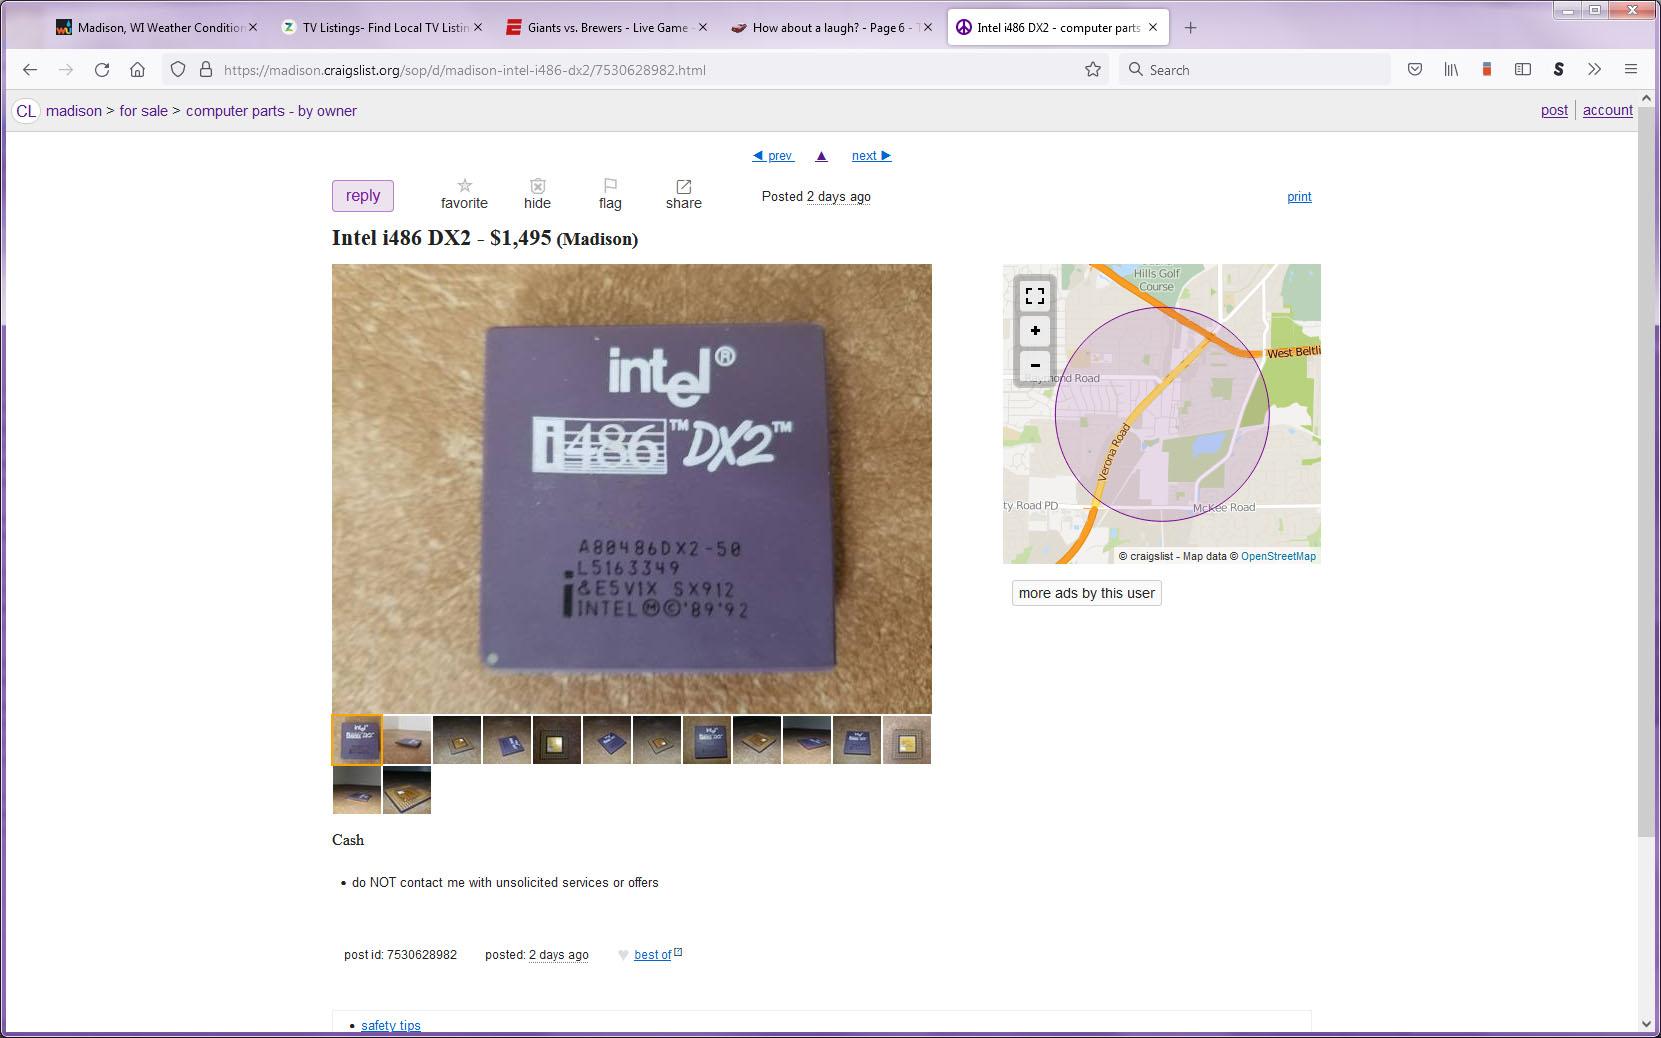 Madison, WI Weather Condition
TV Listings- Find Local TV Listin
Giants vs. Brewers - Live Game -
How about a laugh? - Page 6 - T
Intel i486 DX2 - computer parts
https://madison.craigslist.org/sop/d/madison-intel-i486-dx2/7530628982.html
Search
CL madison > for sale > computer parts - by owner
post account
◀ prev ▲ next ▶
reply favorite hide flag share Posted 2 days ago print
Intel i486 DX2 - $1,495 (Madison)
intel®
i486™ DX2™
A80486DX2-50
L5163349
&E5V1X SX912
i INTEL Ⓜ©'89'92
Hills Golf
Course
West Beltli
Raymond Road
Verona Road
ty Road PD
McKee Road
© craigslist - Map data © OpenStreetMap
more ads by this user
Cash
• do NOT contact me with unsolicited services or offers
post id: 7530628982 posted: 2 days ago ♥ best of
• safety tips